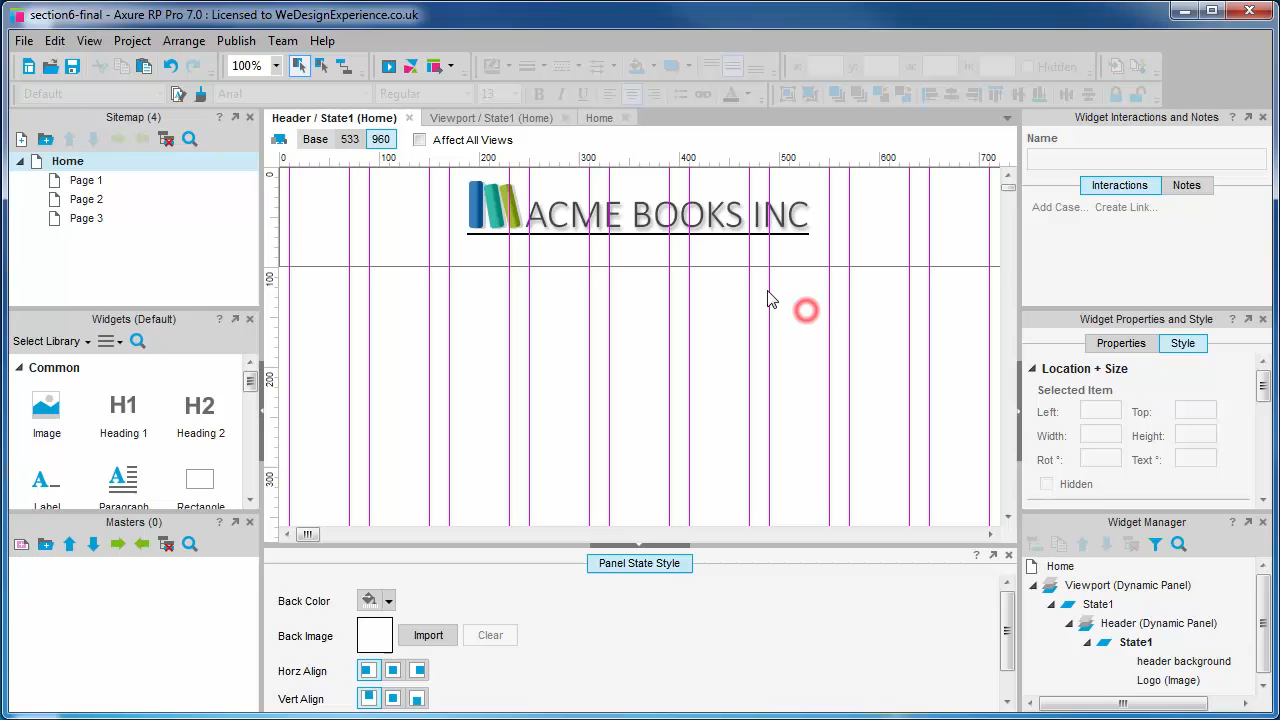 section6-final - Axure RP Pro 7.0 : Licensed to WeDesignExperience.co.uk
File Edit View Project Arrange Publish Team Help
100% x: y: w: h: Hidden
Default Arial Regular 13 B I U A
Sitemap (4) ?
Home
Page 1
Page 2
Page 3
Widgets (Default) ?
Select Library
Common
H1 H2
Image Heading 1 Heading 2
A A
Label Paragraph Rectangle
Masters (0) ?
Header / State1 (Home) Viewport / State1 (Home) Home
Base 533 960 Affect All Views
0 100 200 300 400 500 600 700
0
100
200
300
ACME BOOKS INC
Panel State Style
?
Back Color
Back Image Import Clear
Horz Align
Vert Align
Widget Interactions and Notes ?
Name
Interactions Notes
Add Case... Create Link...
Widget Properties and Style ?
Properties Style
Location + Size
Selected Item
Left: Top:
Width: Height:
Rot °: Text °:
Hidden
Widget Manager ?
Home
Viewport (Dynamic Panel)
State1
Header (Dynamic Panel)
State1
header background
Logo (Image)